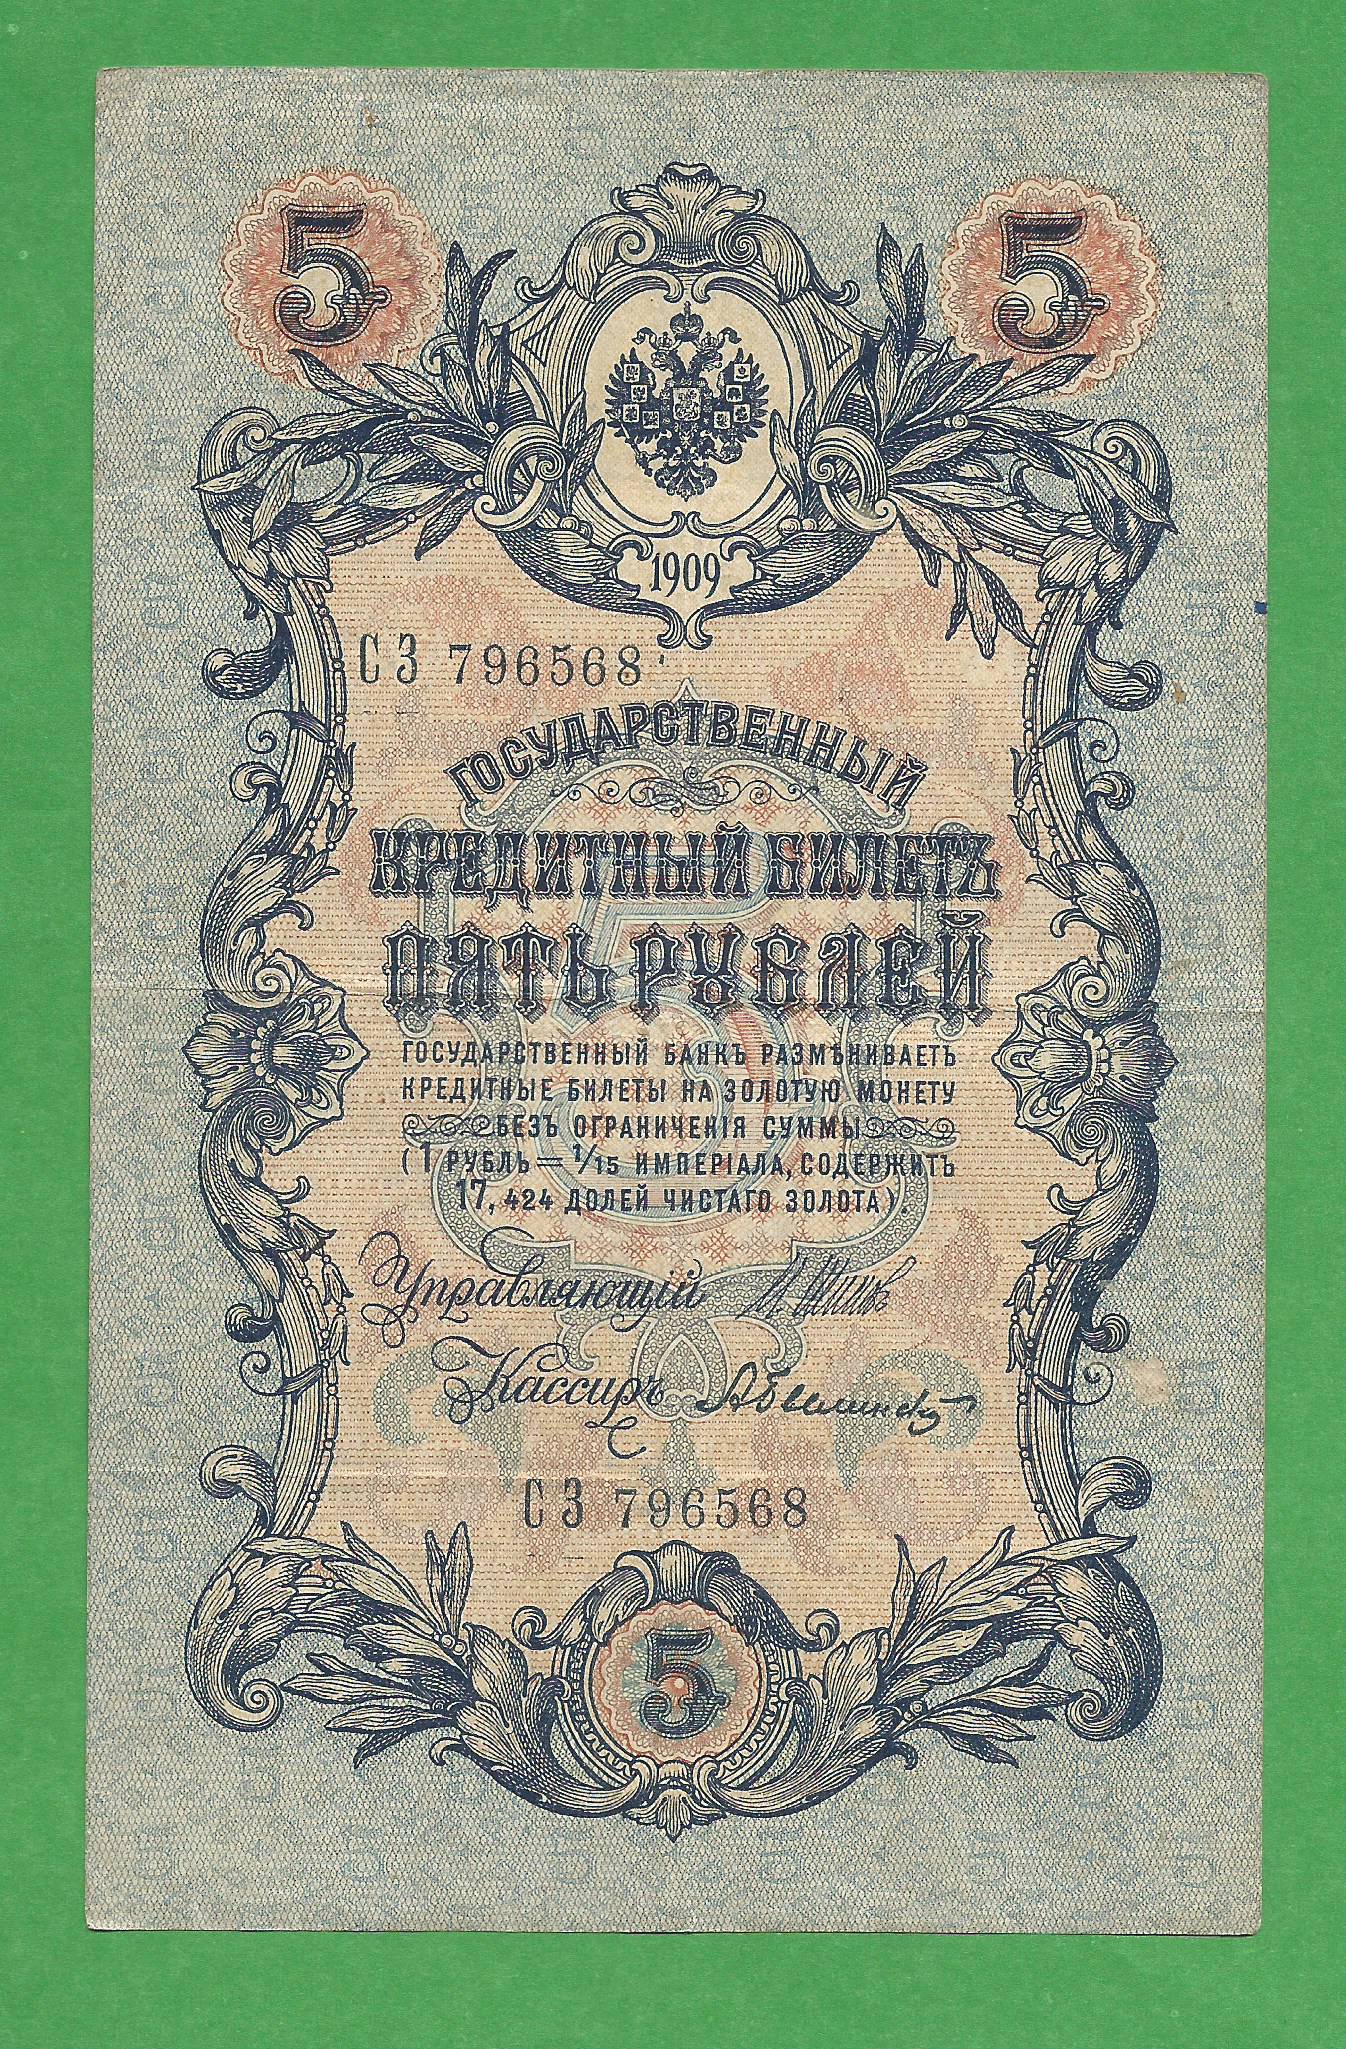 5 5
1909
СЗ 796568
ГОСУДАРСТВЕННЫЙ
КРЕДИТНЫЙ БИЛЕТЪ
ПЯТЬ РУБЛЕЙ
ГОСУДАРСТВЕННЫЙ БАНКЪ РАЗМѢНИВАЕТЪ
КРЕДИТНЫЕ БИЛЕТЫ НА ЗОЛОТУЮ МОНЕТУ
БЕЗЪ ОГРАНИЧЕНІЯ СУММЫ
(1 РУБЛЬ = 1/15 ИМПЕРІАЛА, СОДЕРЖИТЪ
17,424 ДОЛЕЙ ЧИСТАГО ЗОЛОТА).
Управляющій И. Шиповъ
Кассиръ
СЗ 796568
5